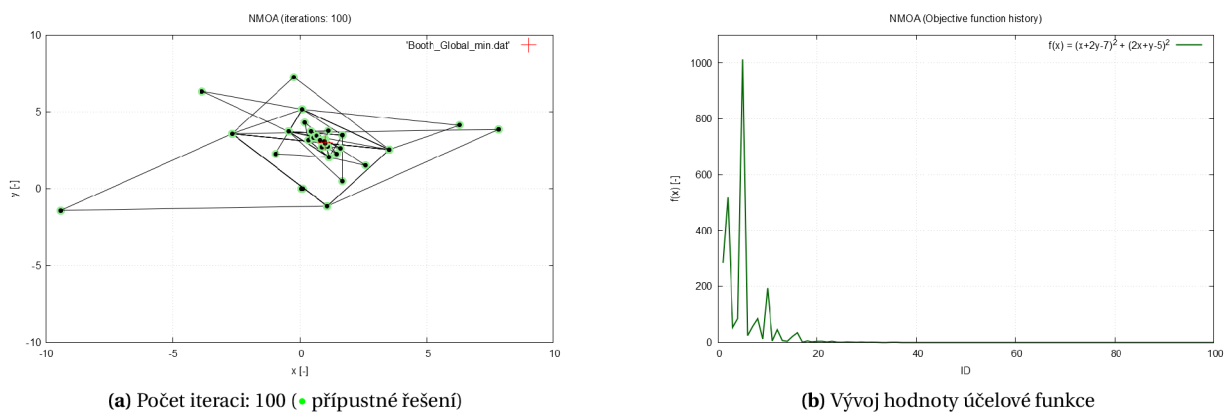 NMOA (iterations: 100)
'Booth_Global_min.dat'
10
5
0
-5
-10
y [-]
-10
-5
0
5
10
x [-]
(a) Počet iteraci: 100 (• přípustné řešení)
NMOA (Objective function history)
f(x) = (x+2y-7)² + (2x+y-5)²
1000
800
600
400
200
0
f(x) [-]
0
20
40
60
80
100
ID
(b) Vývoj hodnoty účelové funkce